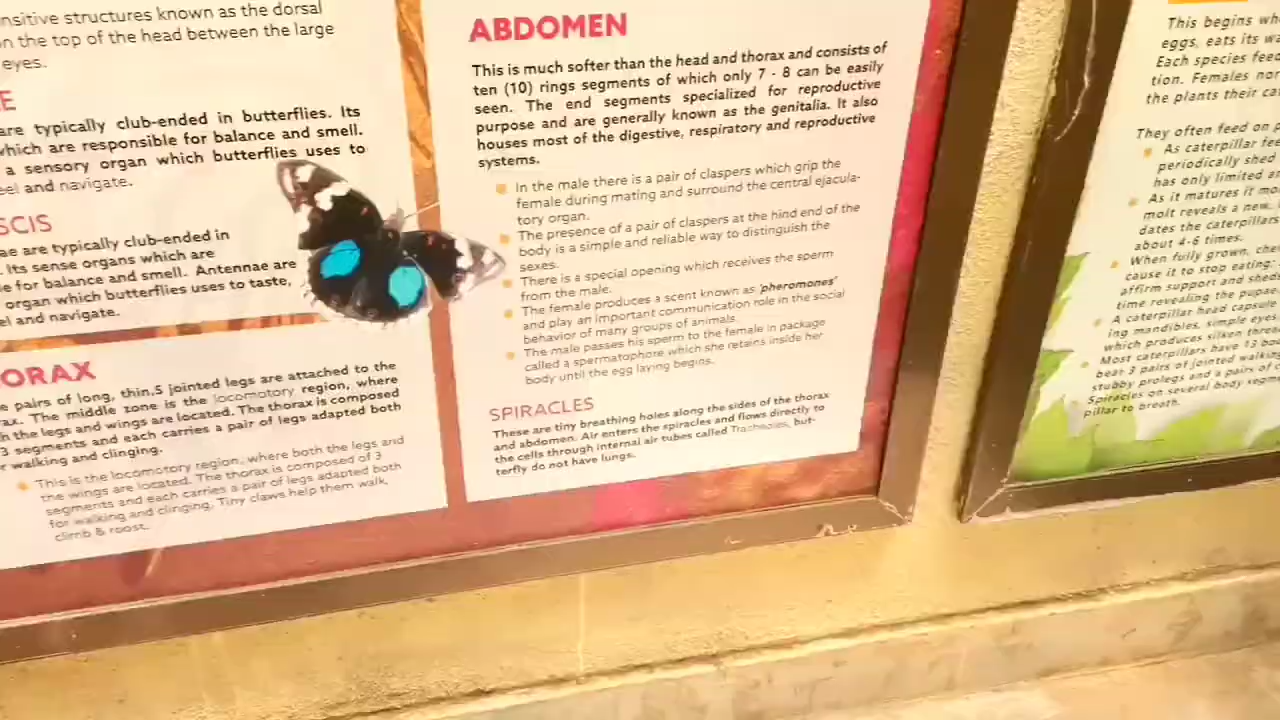 nsitive structures known as the dorsal
n the top of the head between the large
eyes.
E
are typically club-ended in butterflies. Its
which are responsible for balance and smell.
a sensory organ which butterflies uses to
eel and navigate.
SCIS
ae are typically club-ended in
. Its sense organs which are
e for balance and smell. Antennae are
organ which butterflies uses to taste,
el and navigate.
ORAX
e pairs of long, thin,5 jointed legs are attached to the
rax. The middle zone is the locomotory region, where
h the legs and wings are located. The thorax is composed
3 segments and each carries a pair of legs adapted both
r walking and clinging.
This is the locomotory region, where both the legs and
the wings are located. The thorax is composed of 3
segments and each carries a pair of legs adapted both
for walking and clinging. Tiny claws help them walk,
climb & roost.
ABDOMEN
This is much softer than the head and thorax and consists of
ten (10) rings segments of which only 7 - 8 can be easily
seen. The end segments specialized for reproductive
purpose and are generally known as the genitalia. It also
houses most of the digestive, respiratory and reproductive
systems.
In the male there is a pair of claspers which grip the
female during mating and surround the central ejacula-
tory organ.
The presence of a pair of claspers at the hind end of the
body is a simple and reliable way to distinguish the
sexes.
There is a special opening which receives the sperm
from the male.
The female produces a scent known as 'pheromones'
and play an important communication role in the social
behavior of many groups of animals.
The male passes his sperm to the female in package
called a spermatophore which she retains inside her
body until the egg laying begins.
SPIRACLES
These are tiny breathing holes along the sides of the thorax
and abdomen. Air enters the spiracles and flows directly to
the cells through internal air tubes called Tracheoles, but-
terfly do not have lungs.
This begins wh
eggs, eats its wa
Each species feed
tion. Females nor
the plants their cat
They often feed on p
As caterpillar fee
periodically shed
has only limited a
As it matures it mo
molt reveals a new.
dates the caterpillars
about 4-6 times.
When fully grown, che
cause it to stop eating.
affirm support and shed
time revealing the pupae
A caterpillar head capsule
ing mandibles, simple eyes
which produces silken threa
Most caterpillars have 13 bod
bear 3 pairs of jointed walking
stubby prolegs and a pairs of c
Spiracles on several body segm
pillar to breath.